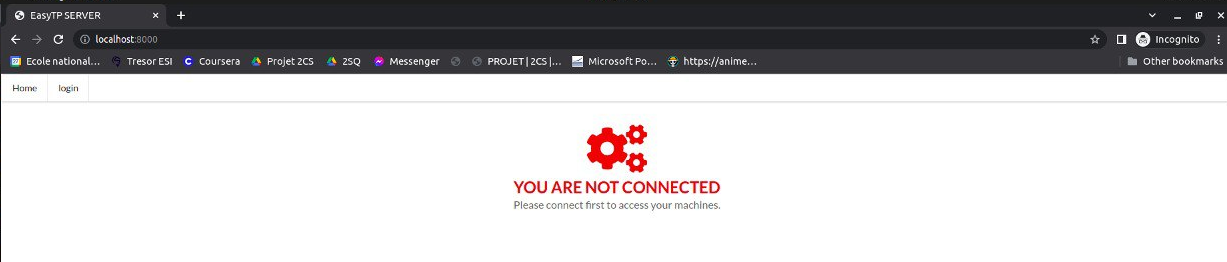 EasyTP SERVER
localhost:8000
Incognito
Ecole national...
Tresor ESI
Coursera
Projet 2CS
2SQ
Messenger
PROJET | 2CS |...
Microsoft Po...
https://anime...
Other bookmarks
Home
login
YOU ARE NOT CONNECTED
Please connect first to access your machines.